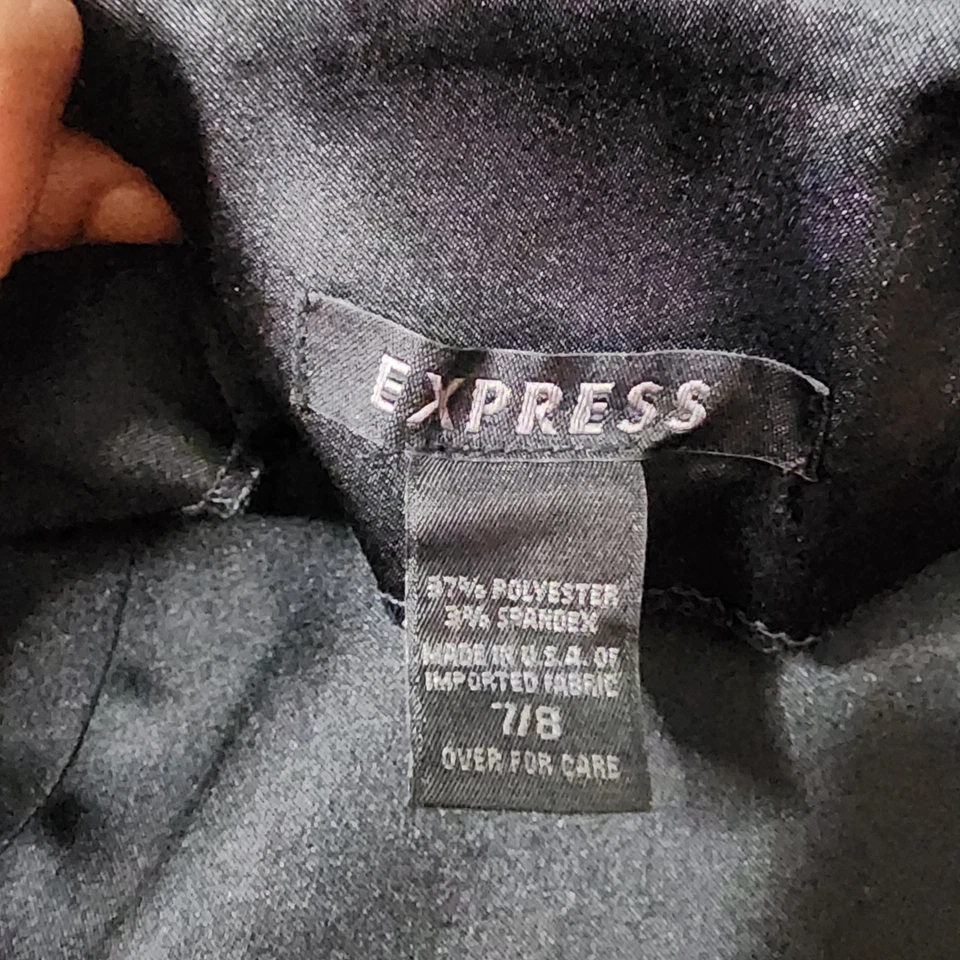 EXPRESS
97% POLYESTER
3% SPANDEX
MADE IN U.S.A. OF
IMPORTED FABRIC
7/8
OVER FOR CARE